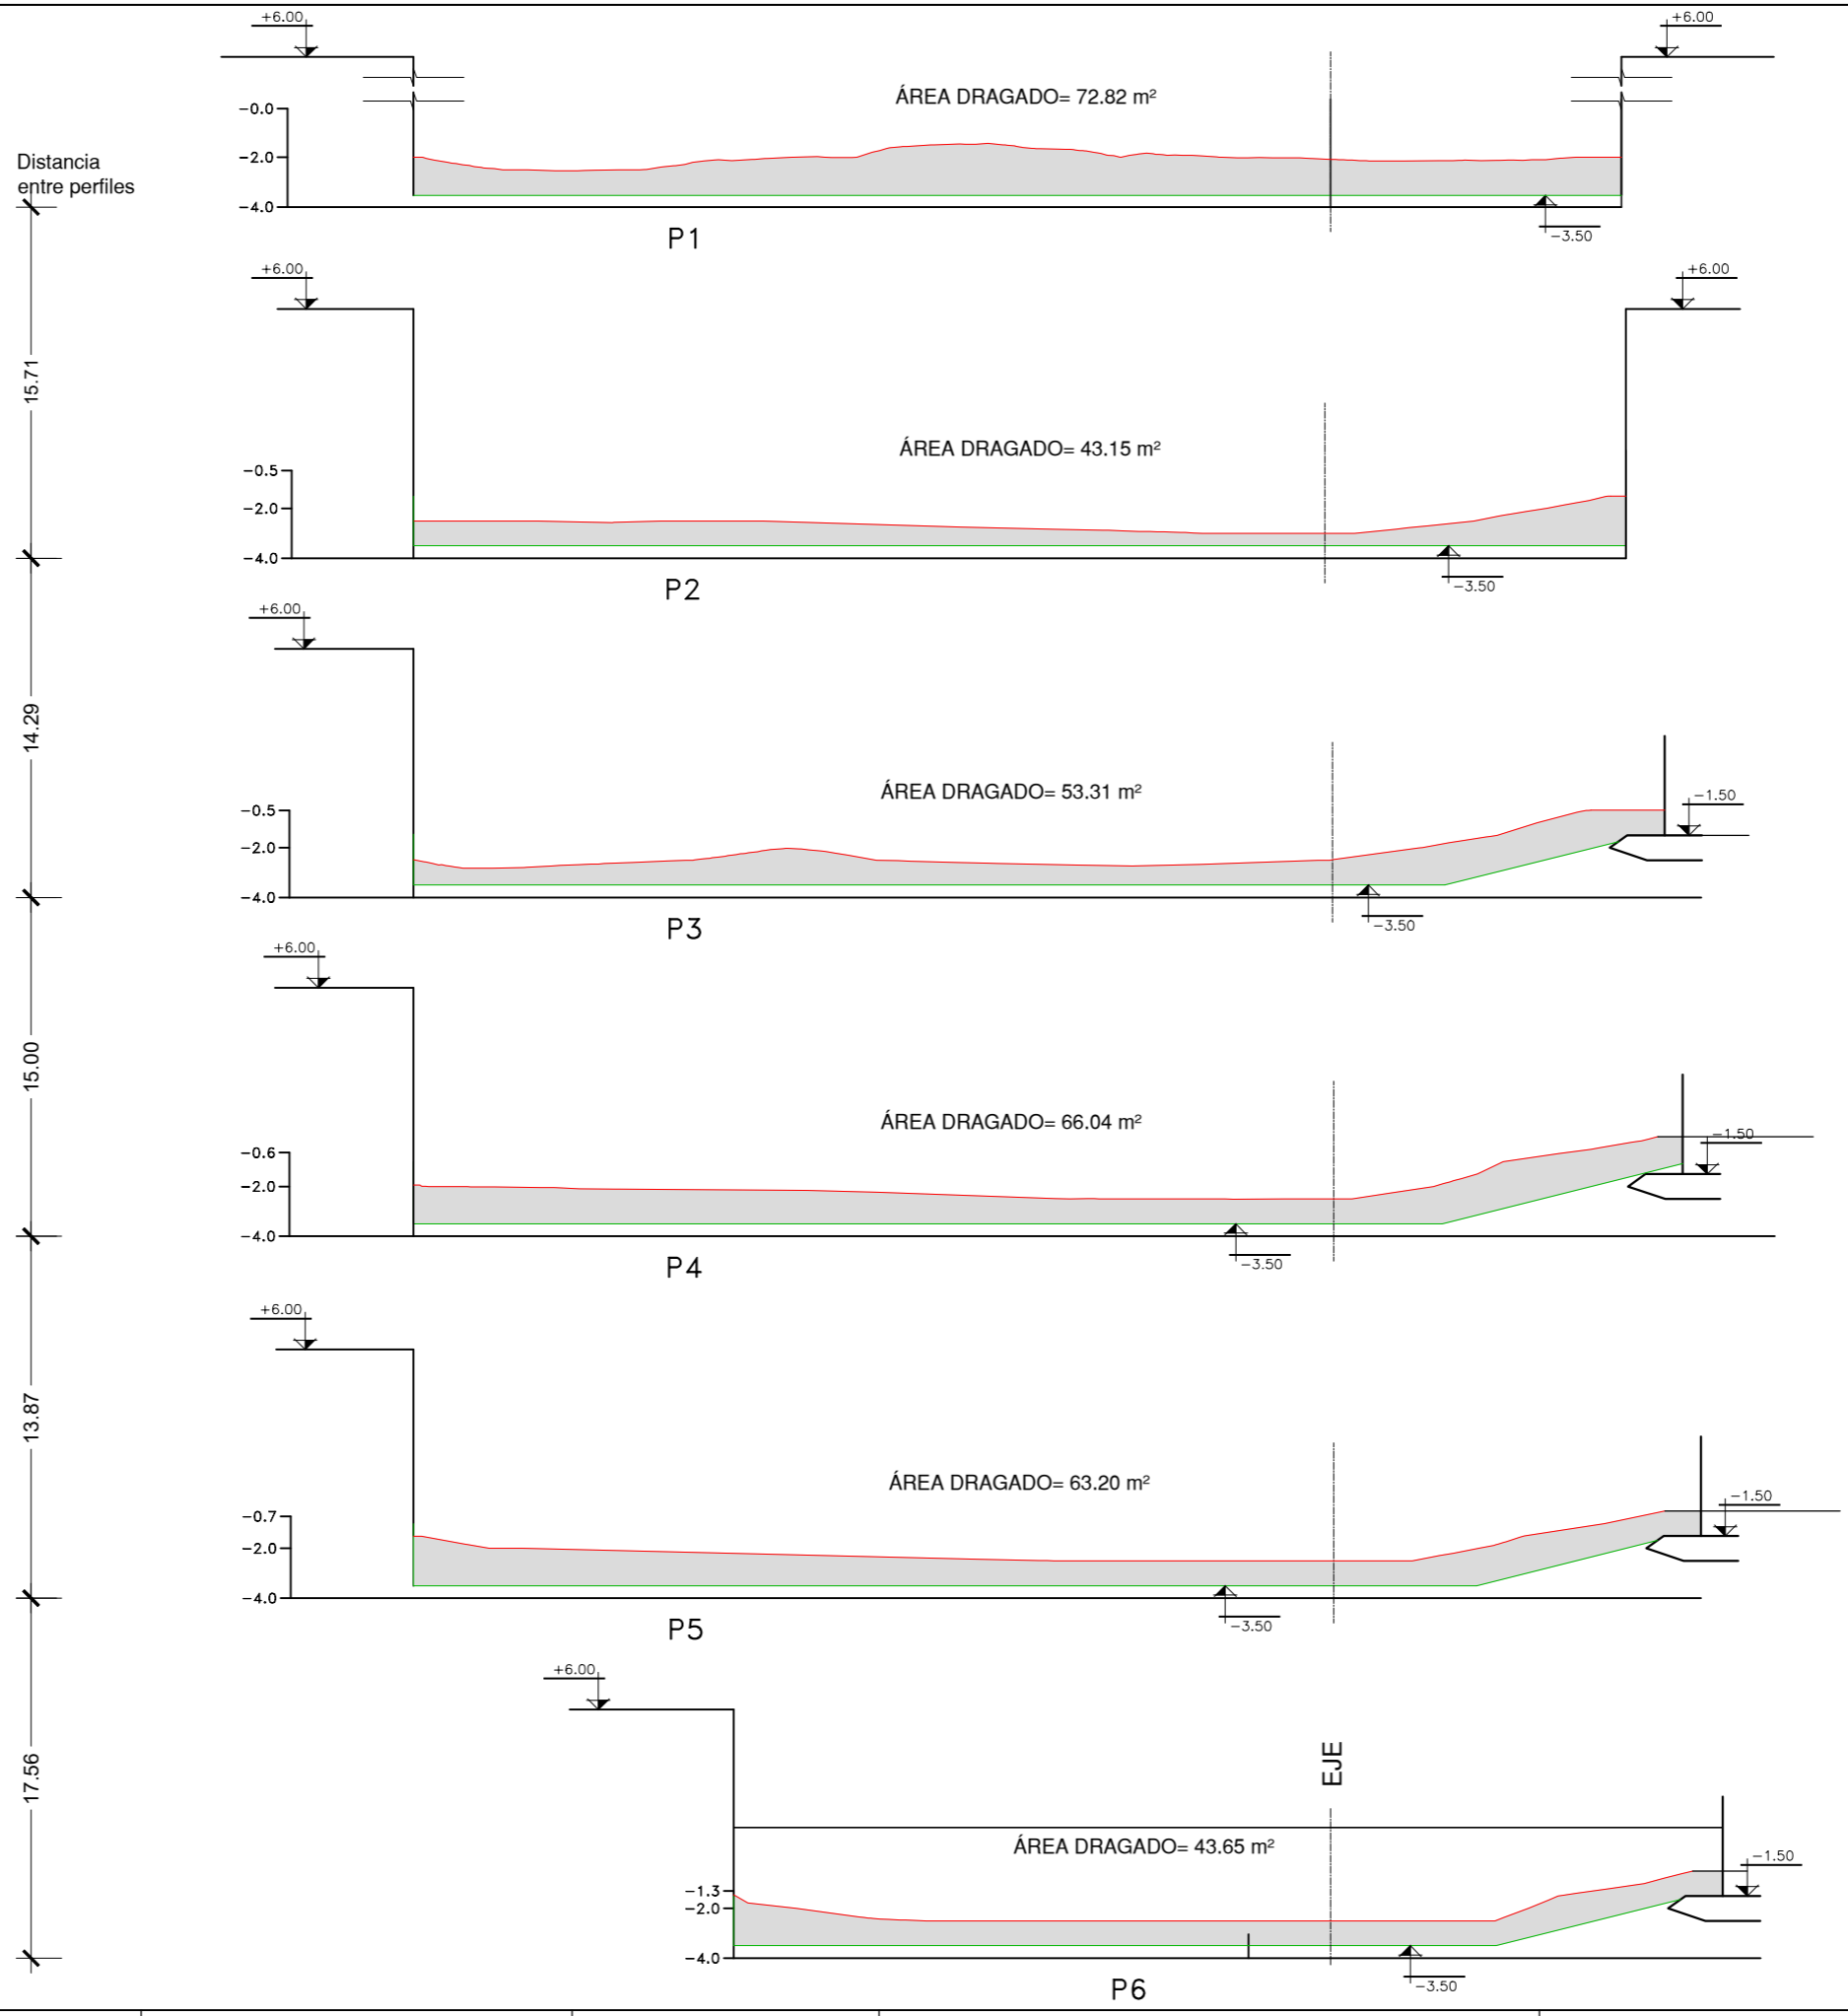 +6.00
+6.00
ÁREA DRAGADO= 72.82 m²
-0.0
-2.0
-4.0
Distancia
entre perfiles
-3.50
P1
15.71
+6.00
+6.00
ÁREA DRAGADO= 43.15 m²
-0.5
-2.0
-4.0
-3.50
P2
14.29
+6.00
ÁREA DRAGADO= 53.31 m²
-1.50
-0.5
-2.0
-4.0
-3.50
P3
15.00
+6.00
ÁREA DRAGADO= 66.04 m²
-1.50
-0.6
-2.0
-4.0
-3.50
P4
13.87
+6.00
ÁREA DRAGADO= 63.20 m²
-1.50
-0.7
-2.0
-4.0
-3.50
P5
17.56
+6.00
EJE
ÁREA DRAGADO= 43.65 m²
-1.50
-1.3
-2.0
-4.0
-3.50
P6